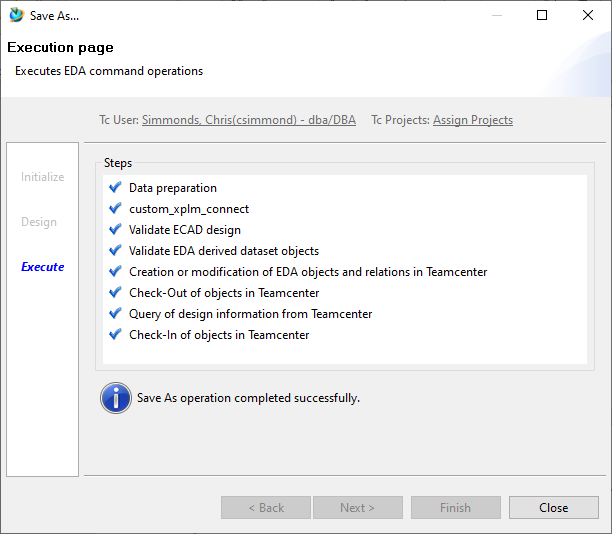 Save As...
Execution page
Executes EDA command operations
Tc User: Simmonds, Chris(csimmond) - dba/DBA Tc Projects: Assign Projects
Initialize
Design
Execute
Steps
Data preparation
custom_xplm_connect
Validate ECAD design
Validate EDA derived dataset objects
Creation or modification of EDA objects and relations in Teamcenter
Check-Out of objects in Teamcenter
Query of design information from Teamcenter
Check-In of objects in Teamcenter
Save As operation completed successfully.
< Back Next > Finish Close